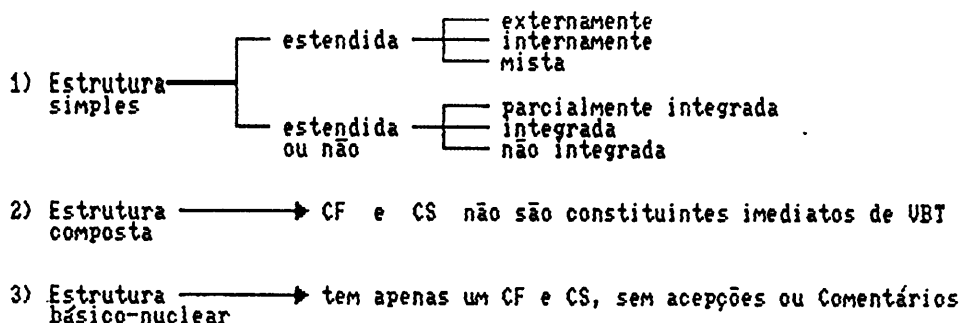 externamente
estendida internamente
mista
1) Estrutura
simples
parcialmente integrada
estendida integrada
ou não não integrada
2) Estrutura CF e CS não são constituintes imediatos de VBT
composta
3) Estrutura tem apenas um CF e CS, sem acepções ou Comentários
básico-nuclear